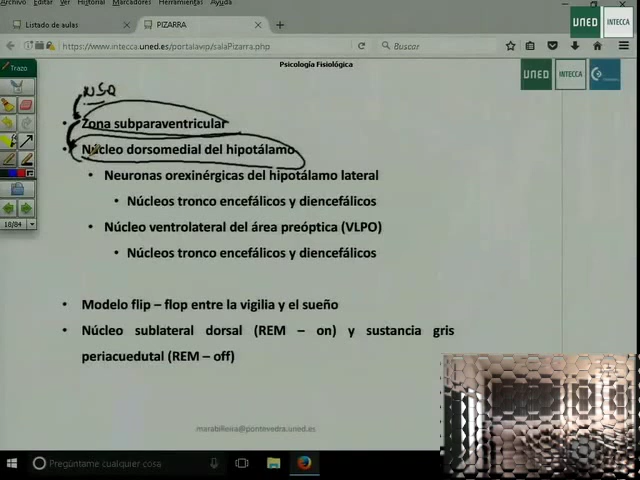 Archivo Editar Ver Historial Marcadores Herramientas Ayuda
Listado de aulas
PIZARRA
https://www.intecca.uned.es/portalavip/salaPizarra.php
Buscar
UNED INTECCA
Trazo
Psicología Fisiológica
UNED INTECCA
NSQ
Zona subparaventricular
Núcleo dorsomedial del hipotálamo
Neuronas orexinérgicas del hipotálamo lateral
Núcleos tronco encefálicos y diencefálicos
Núcleo ventrolateral del área preóptica (VLPO)
Núcleos tronco encefálicos y diencefálicos
18/84
Modelo flip – flop entre la vigilia y el sueño
Núcleo sublateral dorsal (REM – on) y sustancia gris
periacuedutal (REM – off)
Pregúntame cualquier cosa